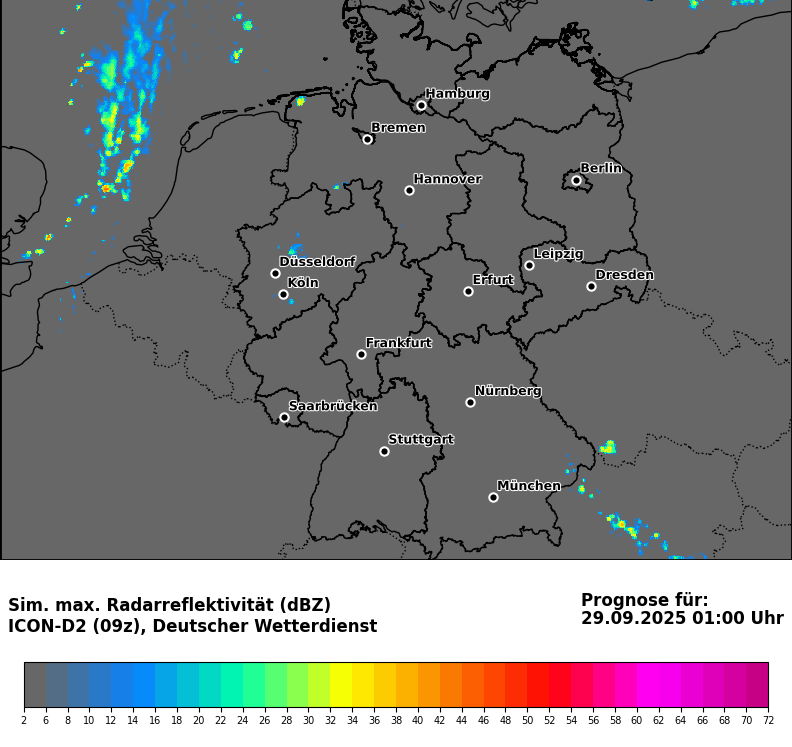 Hamburg
Bremen
Berlin
Hannover
Leipzig
Düsseldorf
Dresden
Köln
Erfurt
Frankfurt
Nürnberg
Saarbrücken
Stuttgart
München
Sim. max. Radarreflektivität (dBZ)
ICON-D2 (09z), Deutscher Wetterdienst
Prognose für:
29.09.2025 01:00 Uhr
2 6 8 10 12 14 16 18 20 22 24 26 28 30 32 34 36 38 40 42 44 46 48 50 52 54 56 58 60 62 64 66 68 70 72